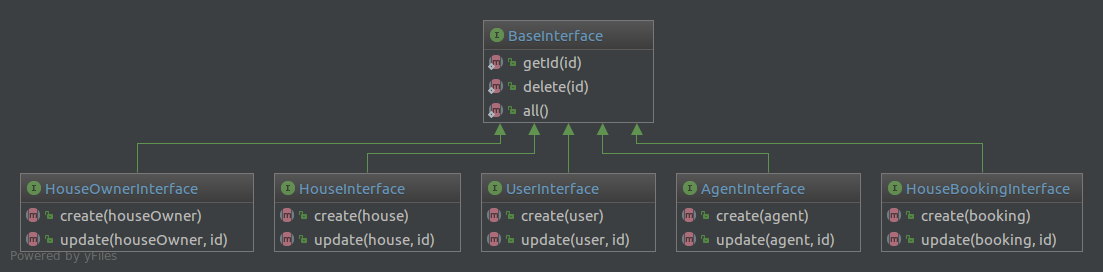 BaseInterface
getId(id)
delete(id)
all()
HouseOwnerInterface
create(houseOwner)
update(houseOwner, id)
HouseInterface
create(house)
update(house, id)
UserInterface
create(user)
update(user, id)
AgentInterface
create(agent)
update(agent, id)
HouseBookingInterface
create(booking)
update(booking, id)
Powered by yFiles